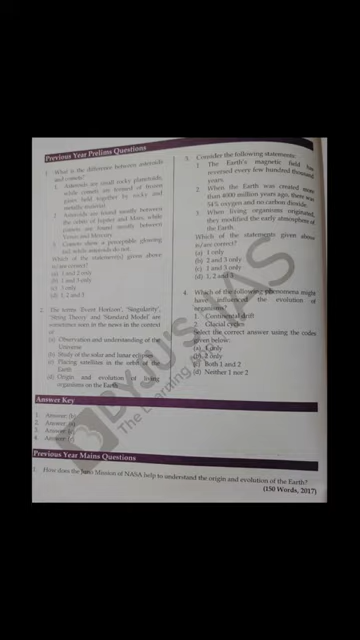 Previous Year Prelims Questions
1. What is the difference between asteroids
and comets?
1. Asteroids are small rocky planetoids,
while comets are formed of frozen
gases held together by rocky and
metallic material
2. Asteroids are found mostly between
the orbits of Jupiter and Mars, while
comets are found mostly between
Venus and Mercury
3. Comets show a perceptible glowing
tail, while asteroids do not.
Which of the statement(s) given above
is/are correct?
(a) 1 and 2 only
(b) 1 and 3 only
(c) 3 only
(d) 1, 2 and 3
2. The terms 'Event Horizon', 'Singularity',
'String Theory' and 'Standard Model' are
sometimes seen in the news in the context
of
(a) Observation and understanding of the
Universe
(b) Study of the solar and lunar eclipses
(c) Placing satellites in the orbit of the
Earth
(d) Origin and evolution of living
organisms on the Earth
3. Consider the following statements:
1 The Earth's magnetic field has
reversed every few hundred thousand
years.
2 When the Earth was created more
than 4000 million years ago, there was
54% oxygen and no carbon dioxide.
3 When living organisms originated,
they modified the early atmosphere of
the Earth.
Which of the statements given above
is/are correct?
(a) 1 only
(b) 2 and 3 only
(c) 1 and 3 only
(d) 1, 2 and 3
4. Which of the following phenomena might
have influenced the evolution of
organisms?
1 Continental drift
2 Glacial cycles
Select the correct answer using the codes
given below:
(a) 1 only
(b) 2 only
(c) Both 1 and 2
(d) Neither 1 nor 2
Answer Key
1. Answer: (b)
2. Answer: (a)
3. Answer: (c)
4. Answer: (c)
Previous Year Mains Questions
1. How does the Juno Mission of NASA help to understand the origin and evolution of the Earth?
(150 Words, 2017)
BYJU'S IAS
The Learning